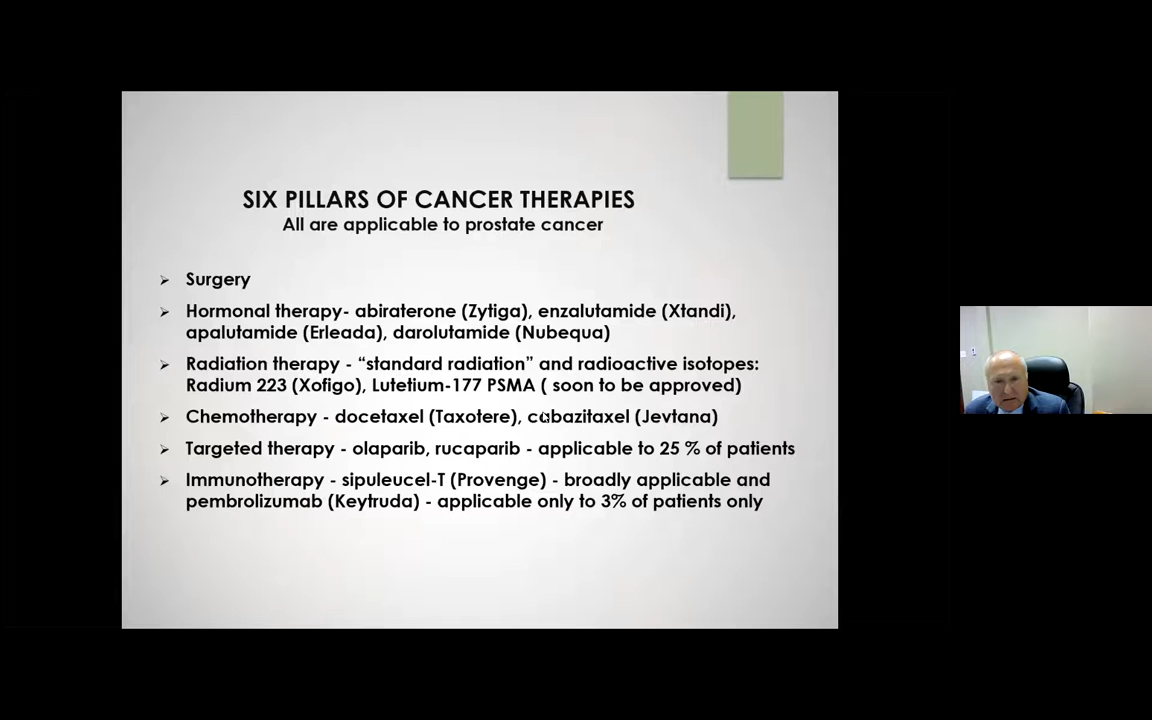 SIX PILLARS OF CANCER THERAPIES
All are applicable to prostate cancer
Surgery
Hormonal therapy- abiraterone (Zytiga), enzalutamide (Xtandi),
apalutamide (Erleada), darolutamide (Nubequa)
Radiation therapy - “standard radiation” and radioactive isotopes:
Radium 223 (Xofigo), Lutetium-177 PSMA ( soon to be approved)
Chemotherapy - docetaxel (Taxotere), cabazitaxel (Jevtana)
Targeted therapy - olaparib, rucaparib - applicable to 25 % of patients
Immunotherapy - sipuleucel-T (Provenge) - broadly applicable and
pembrolizumab (Keytruda) - applicable only to 3% of patients only